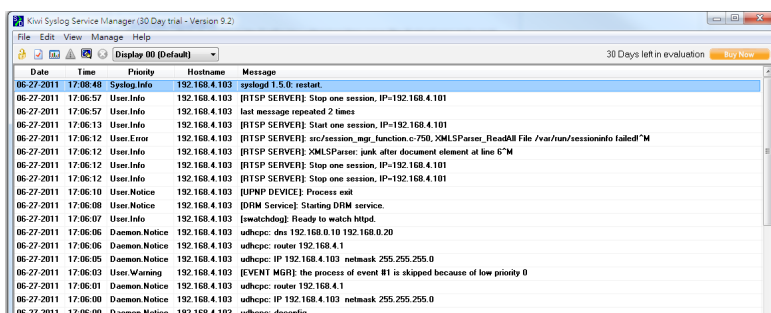 Kiwi Syslog Service Manager (30 Day trial - Version 9.2)
File Edit View Manage Help
Display 00 (Default) 30 Days left in evaluation Buy Now
Date Time Priority Hostname Message
06-27-2011 17:08:48 Syslog.Info 192.168.4.103 syslogd 1.5.0: restart.
06-27-2011 17:06:57 User.Info 192.168.4.103 [RTSP SERVER]: Stop one session, IP=192.168.4.101
06-27-2011 17:06:57 User.Info 192.168.4.103 last message repeated 2 times
06-27-2011 17:06:13 User.Info 192.168.4.103 [RTSP SERVER]: Start one session, IP=192.168.4.101
06-27-2011 17:06:12 User.Error 192.168.4.103 [RTSP SERVER]: src/session_mgr_function.c-750, XMLSParser_ReadAll File /var/run/sessioninfo failed!^M
06-27-2011 17:06:12 User.Info 192.168.4.103 [RTSP SERVER]: XMLSParser: junk after document element at line 6^M
06-27-2011 17:06:12 User.Info 192.168.4.103 [RTSP SERVER]: Stop one session, IP=192.168.4.101
06-27-2011 17:06:12 User.Info 192.168.4.103 [RTSP SERVER]: Stop one session, IP=192.168.4.101
06-27-2011 17:06:10 User.Notice 192.168.4.103 [UPNP DEVICE]: Process exit
06-27-2011 17:06:08 User.Notice 192.168.4.103 [DRM Service]: Starting DRM service.
06-27-2011 17:06:07 User.Info 192.168.4.103 [swatchdog]: Ready to watch httpd.
06-27-2011 17:06:06 Daemon.Notice 192.168.4.103 udhcpc: dns 192.168.0.10 192.168.0.20
06-27-2011 17:06:06 Daemon.Notice 192.168.4.103 udhcpc: router 192.168.4.1
06-27-2011 17:06:05 Daemon.Notice 192.168.4.103 udhcpc: IP 192.168.4.103 netmask 255.255.255.0
06-27-2011 17:06:03 User.Warning 192.168.4.103 [EVENT MGR]: the process of event #1 is skipped because of low priority 0
06-27-2011 17:06:01 Daemon.Notice 192.168.4.103 udhcpc: router 192.168.4.1
06-27-2011 17:06:00 Daemon.Notice 192.168.4.103 udhcpc: IP 192.168.4.103 netmask 255.255.255.0
06-27-2011 17:06:00 Daemon.Notice 192.168.4.103 udhcpc: deconfig